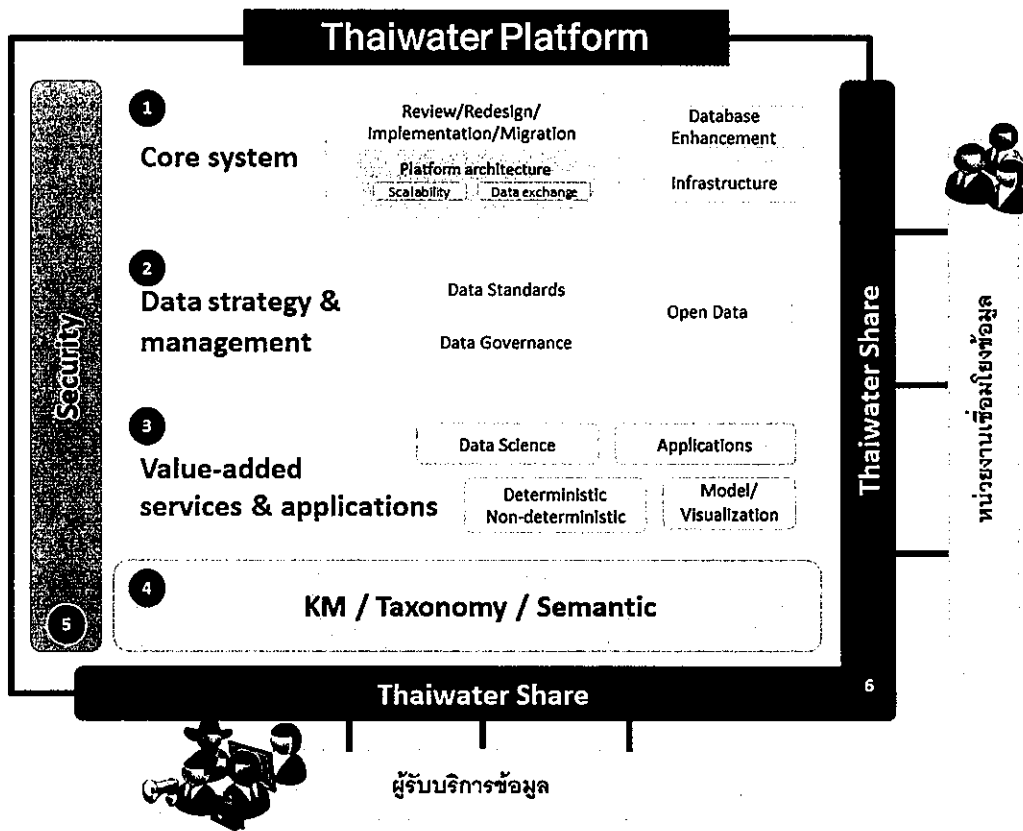 Thaiwater Platform
1
Core system
Review/Redesign/
Implementation/Migration
Platform architecture
Scalability
Data exchange
Database
Enhancement
Infrastructure
2
Data strategy &
management
Data Standards
Data Governance
Open Data
3
Value-added
services & applications
Data Science
Applications
Deterministic
Non-deterministic
Model/
Visualization
4
KM / Taxonomy / Semantic
Security
5
Thaiwater Share
6
Thaiwater Share
หน่วยงานเชื่อมโยงข้อมูล
ผู้รับบริการข้อมูล